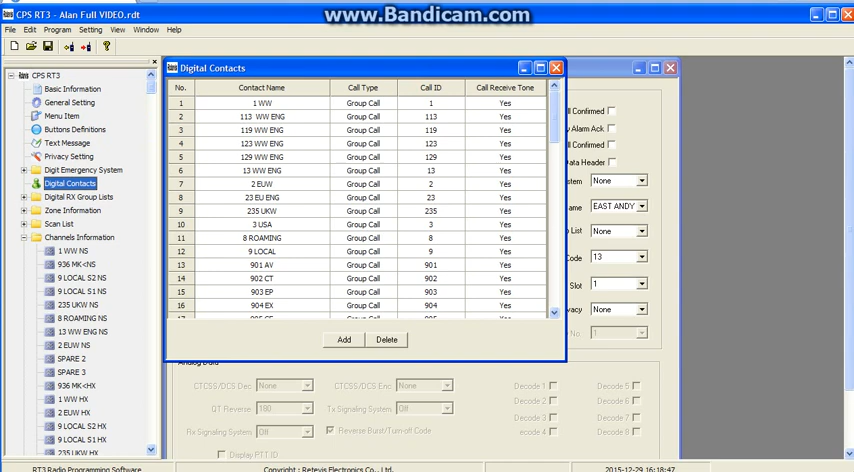 www.Bandicam.com
CPS RT3 - Alan Full VIDEO.rdt
File Edit Program Setting View Window Help
CPS RT3
Basic Information
General Setting
Menu Item
Buttons Definitions
Text Message
Privacy Setting
Digit Emergency System
Digital Contacts
Digital RX Group Lists
Zone Information
Scan List
Channels Information
1 WW NS
936 MK<NS
9 LOCAL S2 NS
9 LOCAL S1 NS
235 UKW NS
8 ROAMING NS
13 WW ENG NS
2 EUW NS
SPARE 2
SPARE 3
936 MK<HX
1 WW HX
2 EUW HX
9 LOCAL S2 HX
9 LOCAL S1 HX
235 UKW HX
Digital Contacts
No. Contact Name Call Type Call ID Call Receive Tone
1 1 WW Group Call 1 Yes
2 113 WW ENG Group Call 113 Yes
3 119 WW ENG Group Call 119 Yes
4 123 WW ENG Group Call 123 Yes
5 129 WW ENG Group Call 129 Yes
6 13 WW ENG Group Call 13 Yes
7 2 EUW Group Call 2 Yes
8 23 EU ENG Group Call 23 Yes
9 235 UKW Group Call 235 Yes
10 3 USA Group Call 3 Yes
11 8 ROAMING Group Call 8 Yes
12 9 LOCAL Group Call 9 Yes
13 901 AV Group Call 901 Yes
14 902 CT Group Call 902 Yes
15 903 EP Group Call 903 Yes
16 904 EX Group Call 904 Yes
Add Delete
ll Confirmed
y Alarm Ack
ll Confirmed
Data Header
stem None
ame EAST ANDY
p List None
Code 13
Slot 1
vacy None
No. 1
Analog Data
CTCSS/DCS Dec None CTCSS/DCS Enc None Decode 1 Decode 5
QT Reverse 180 Tx Signaling System Off Decode 2 Decode 6
Rx Signaling System Off Reverse Burst/Turn-off Code Decode 3 Decode 7
ecode 4 Decode 8
Display PTT ID
RT3 Radio Programming Software Copyright : Retevis Electronics Co., Ltd. 2015-12-29 16:18:47